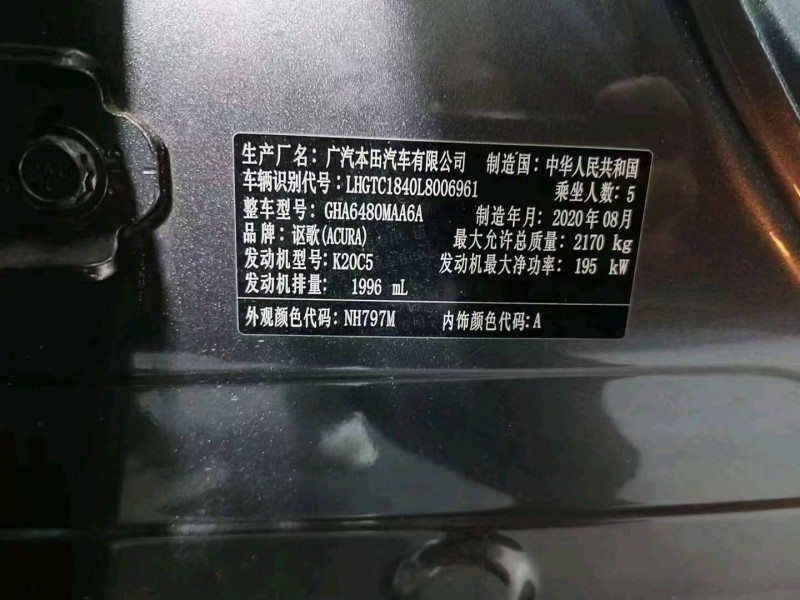 生产厂名：广汽本田汽车有限公司 制造国：中华人民共和国
车辆识别代号：LHGTC1840L8006961 乘坐人数：5
整车型号：GHA6480MAA6A 制造年月：2020年08月
品牌：讴歌(ACURA) 最大允许总质量：2170 kg
发动机型号：K20C5 发动机最大净功率：195 kW
发动机排量：1996 mL
外观颜色代码：NH797M 内饰颜色代码：A